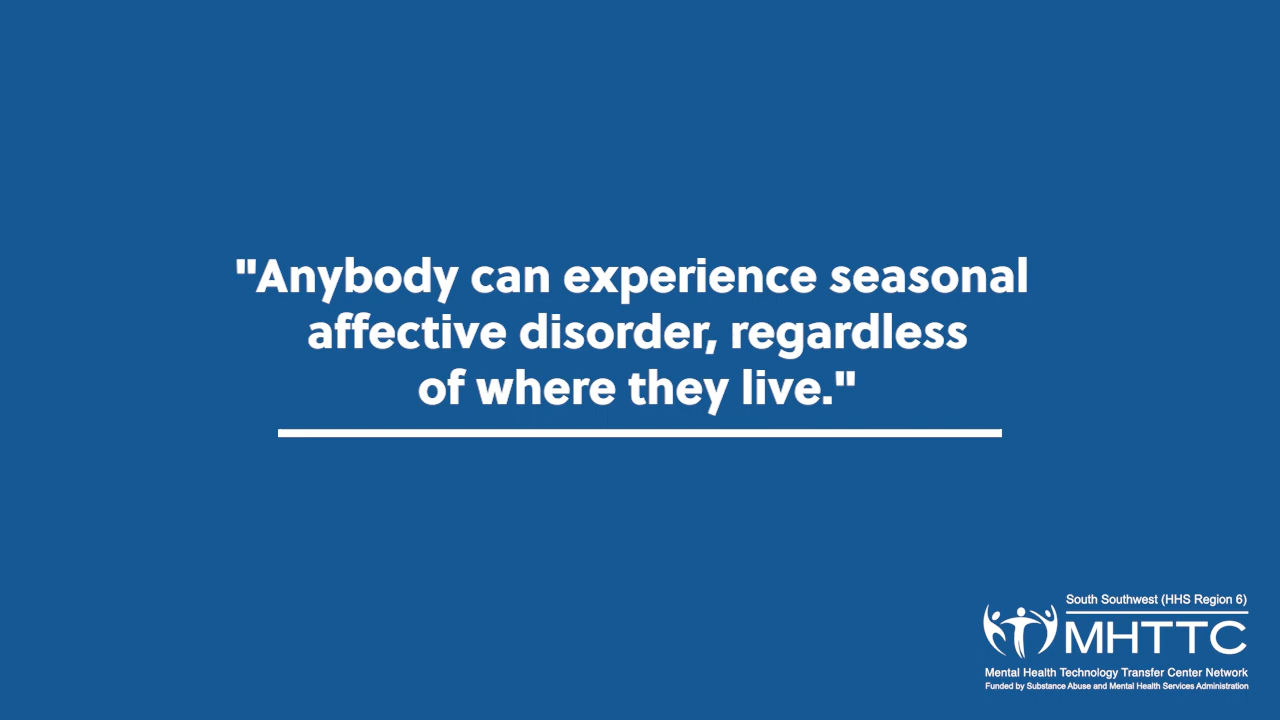 "Anybody can experience seasonal
affective disorder, regardless
of where they live."
South Southwest (HHS Region 6)
MHTTC
Mental Health Technology Transfer Center Network
Funded by Substance Abuse and Mental Health Services Administration